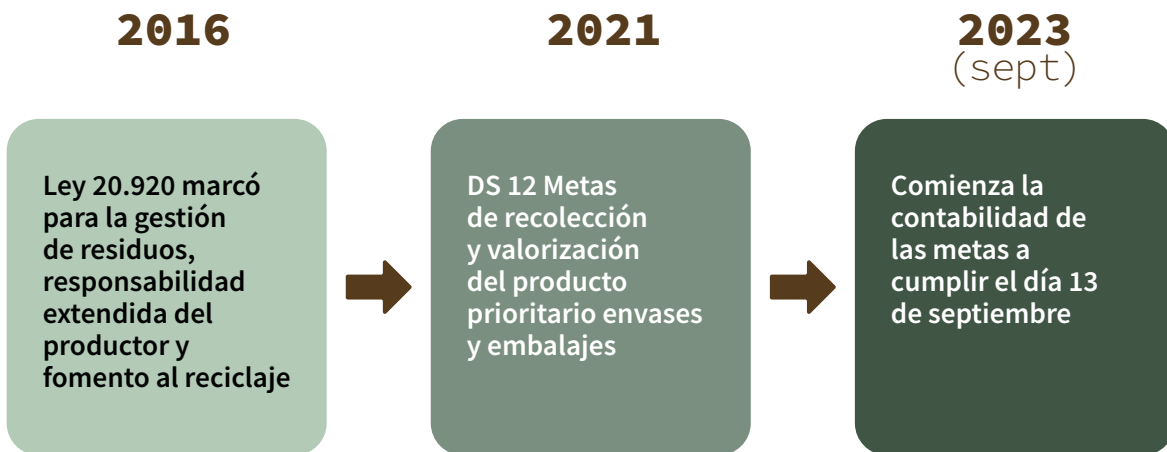 2016
Ley 20.920 marcó
para la gestión
de residuos,
responsabilidad
extendida del
productor y
fomento al reciclaje
2021
DS 12 Metas
de recolección
y valorización
del producto
prioritario envases
y embalajes
2023
(sept)
Comienza la
contabilidad de
las metas a
cumplir el día 13
de septiembre